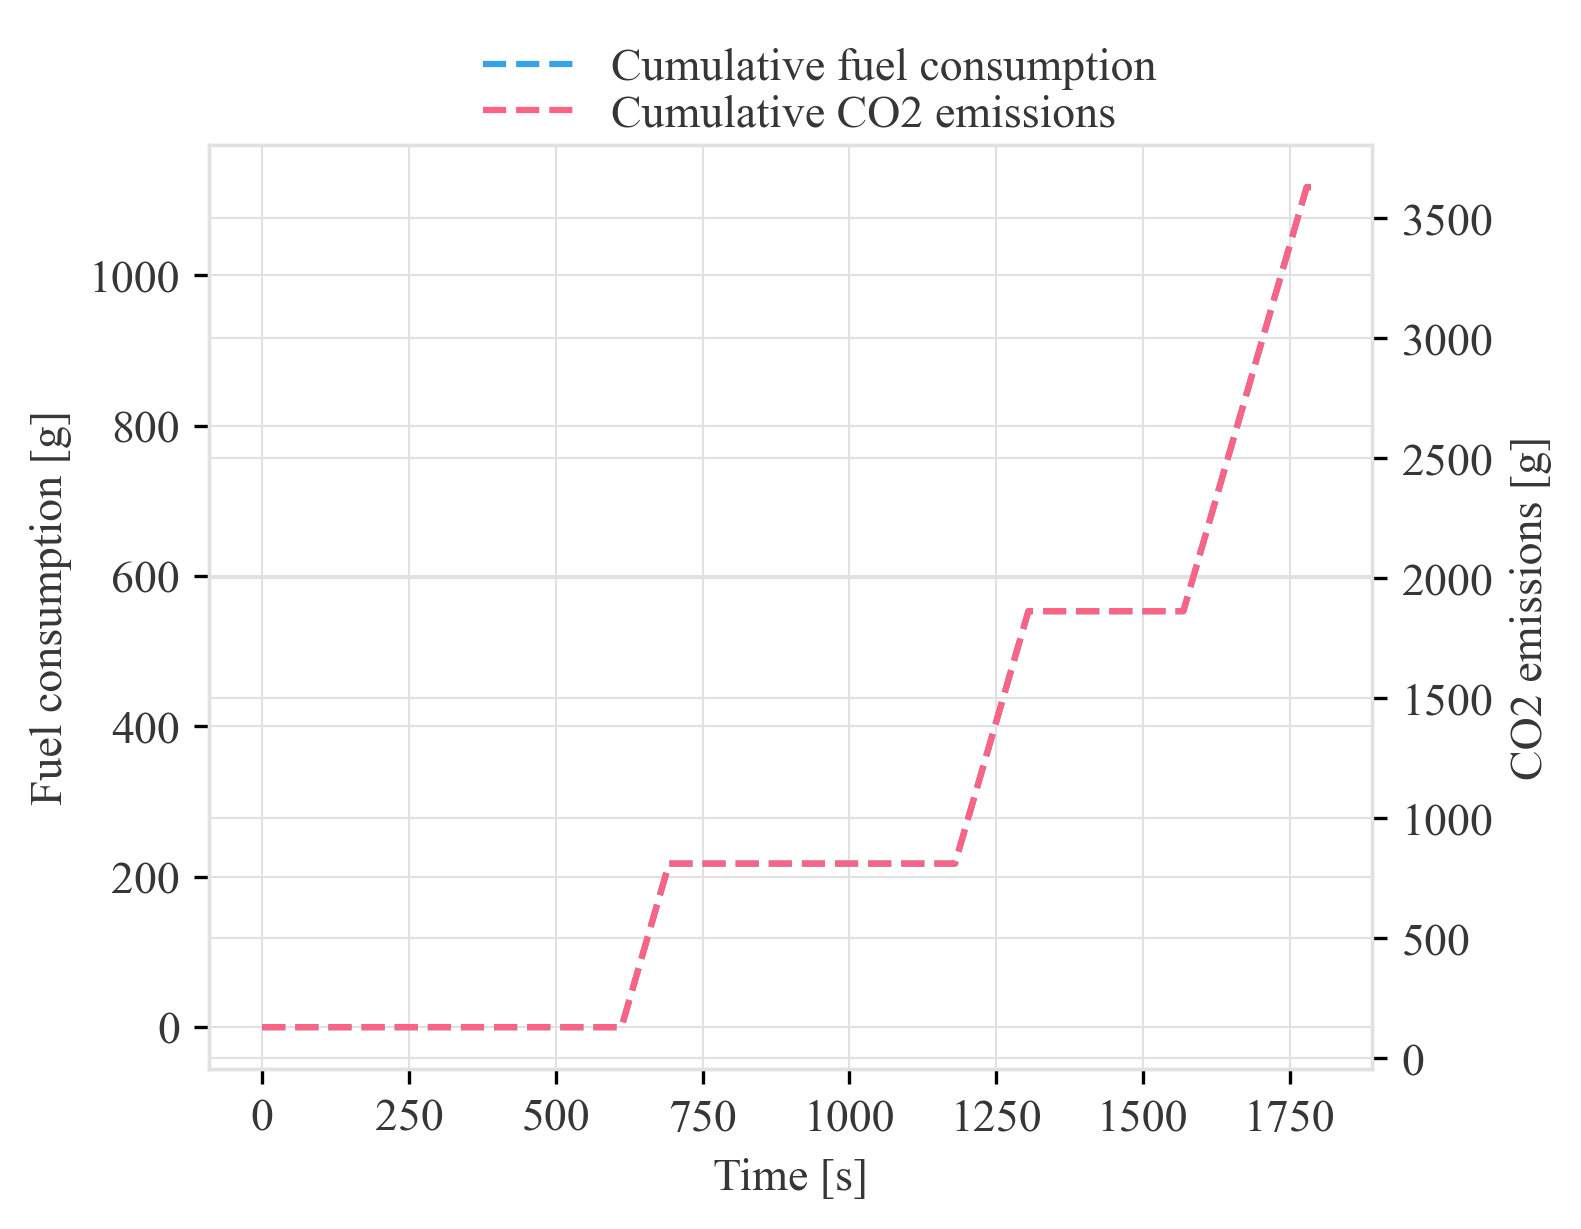 Cumulative fuel consumption
Cumulative CO2 emissions
1000
800
600
400
200
0
Fuel consumption [g]
3500
3000
2500
2000
1500
1000
500
0
CO2 emissions [g]
0 250 500 750 1000 1250 1500 1750
Time [s]